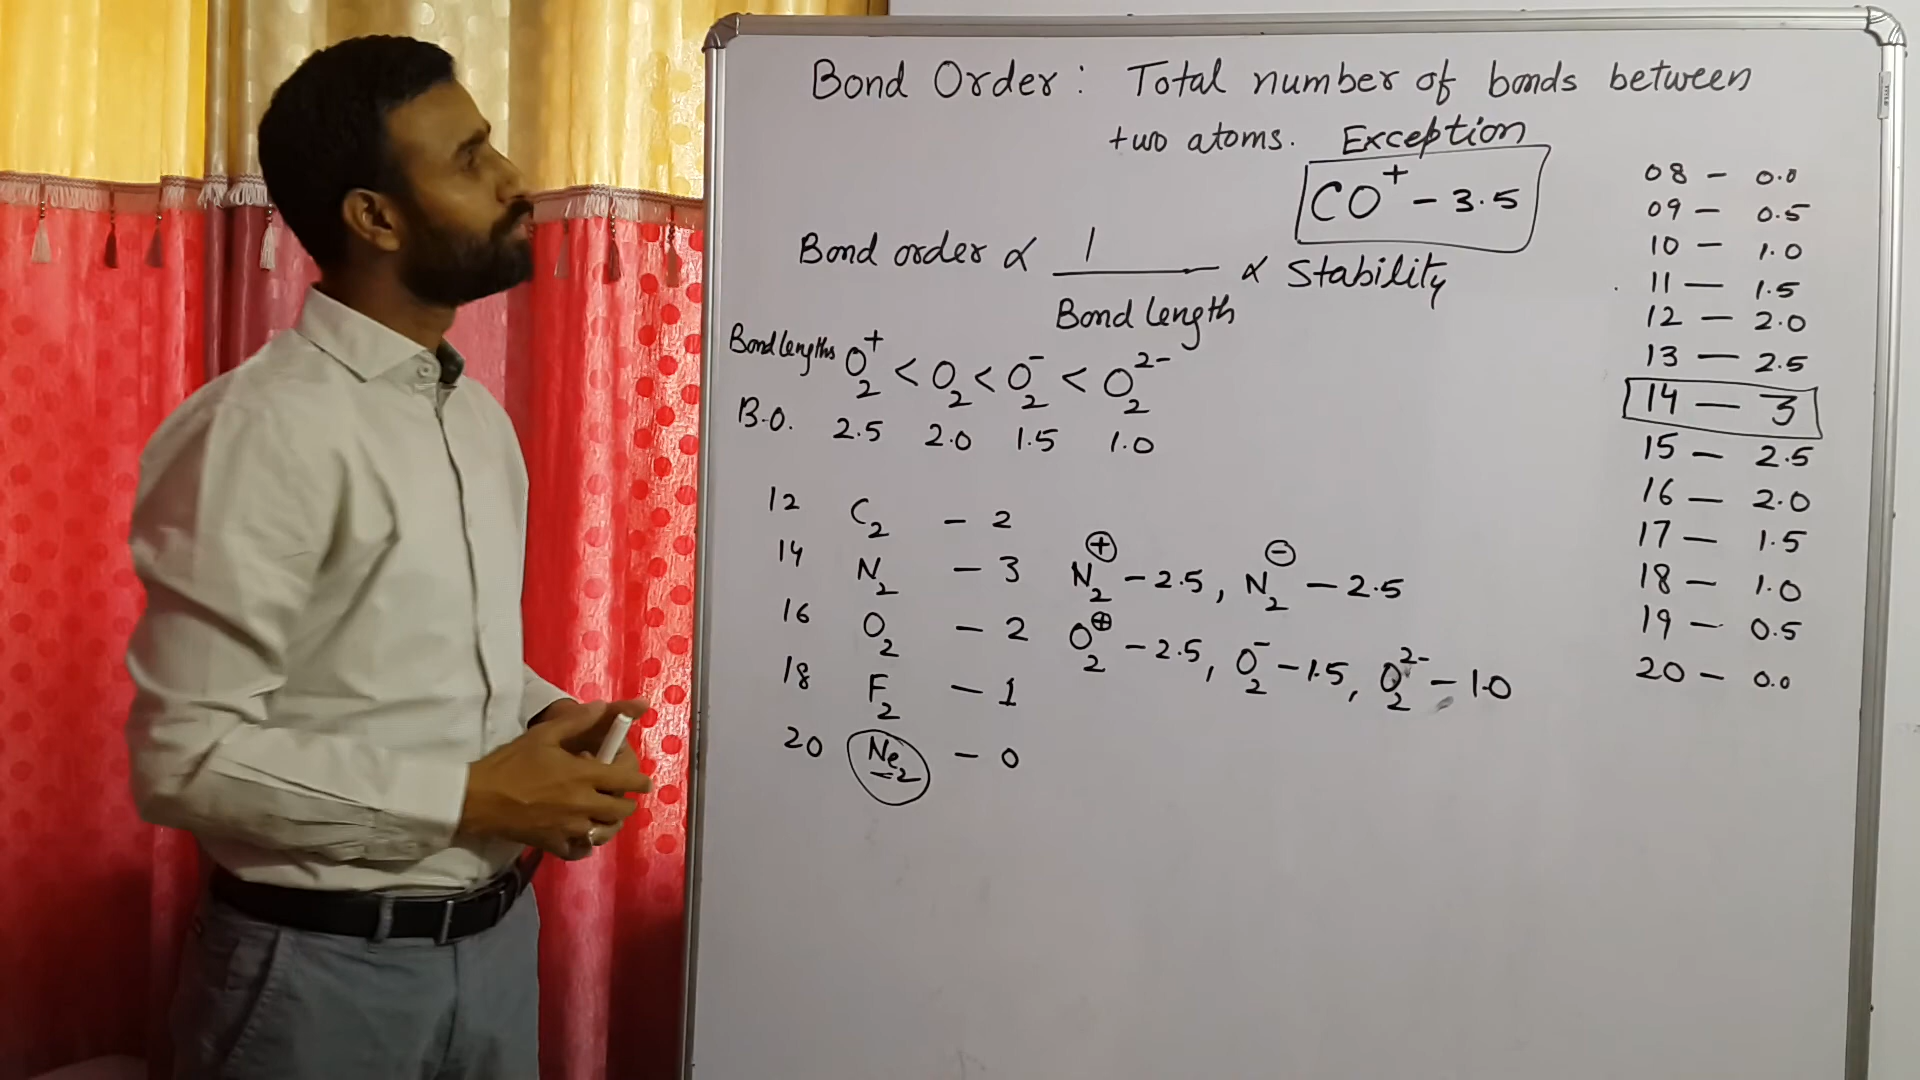 Bond Order : Total number of bonds between
two atoms. Exception
CO⁺ - 3.5
Bond order ∝ 1 / Bond length ∝ Stability
Bond lengths O₂⁺ < O₂ < O₂⁻ < O₂²⁻
B.O. 2.5 2.0 1.5 1.0
12 C₂ - 2
14 N₂ - 3 N₂⊕ - 2.5, N₂⊖ - 2.5
16 O₂ - 2 O₂⊕ - 2.5, O₂⁻ - 1.5, O₂²⁻ - 1.0
18 F₂ - 1
20 Ne₂ - 0
08 - 0.0
09 - 0.5
10 - 1.0
11 - 1.5
12 - 2.0
13 - 2.5
14 - 3
15 - 2.5
16 - 2.0
17 - 1.5
18 - 1.0
19 - 0.5
20 - 0.0